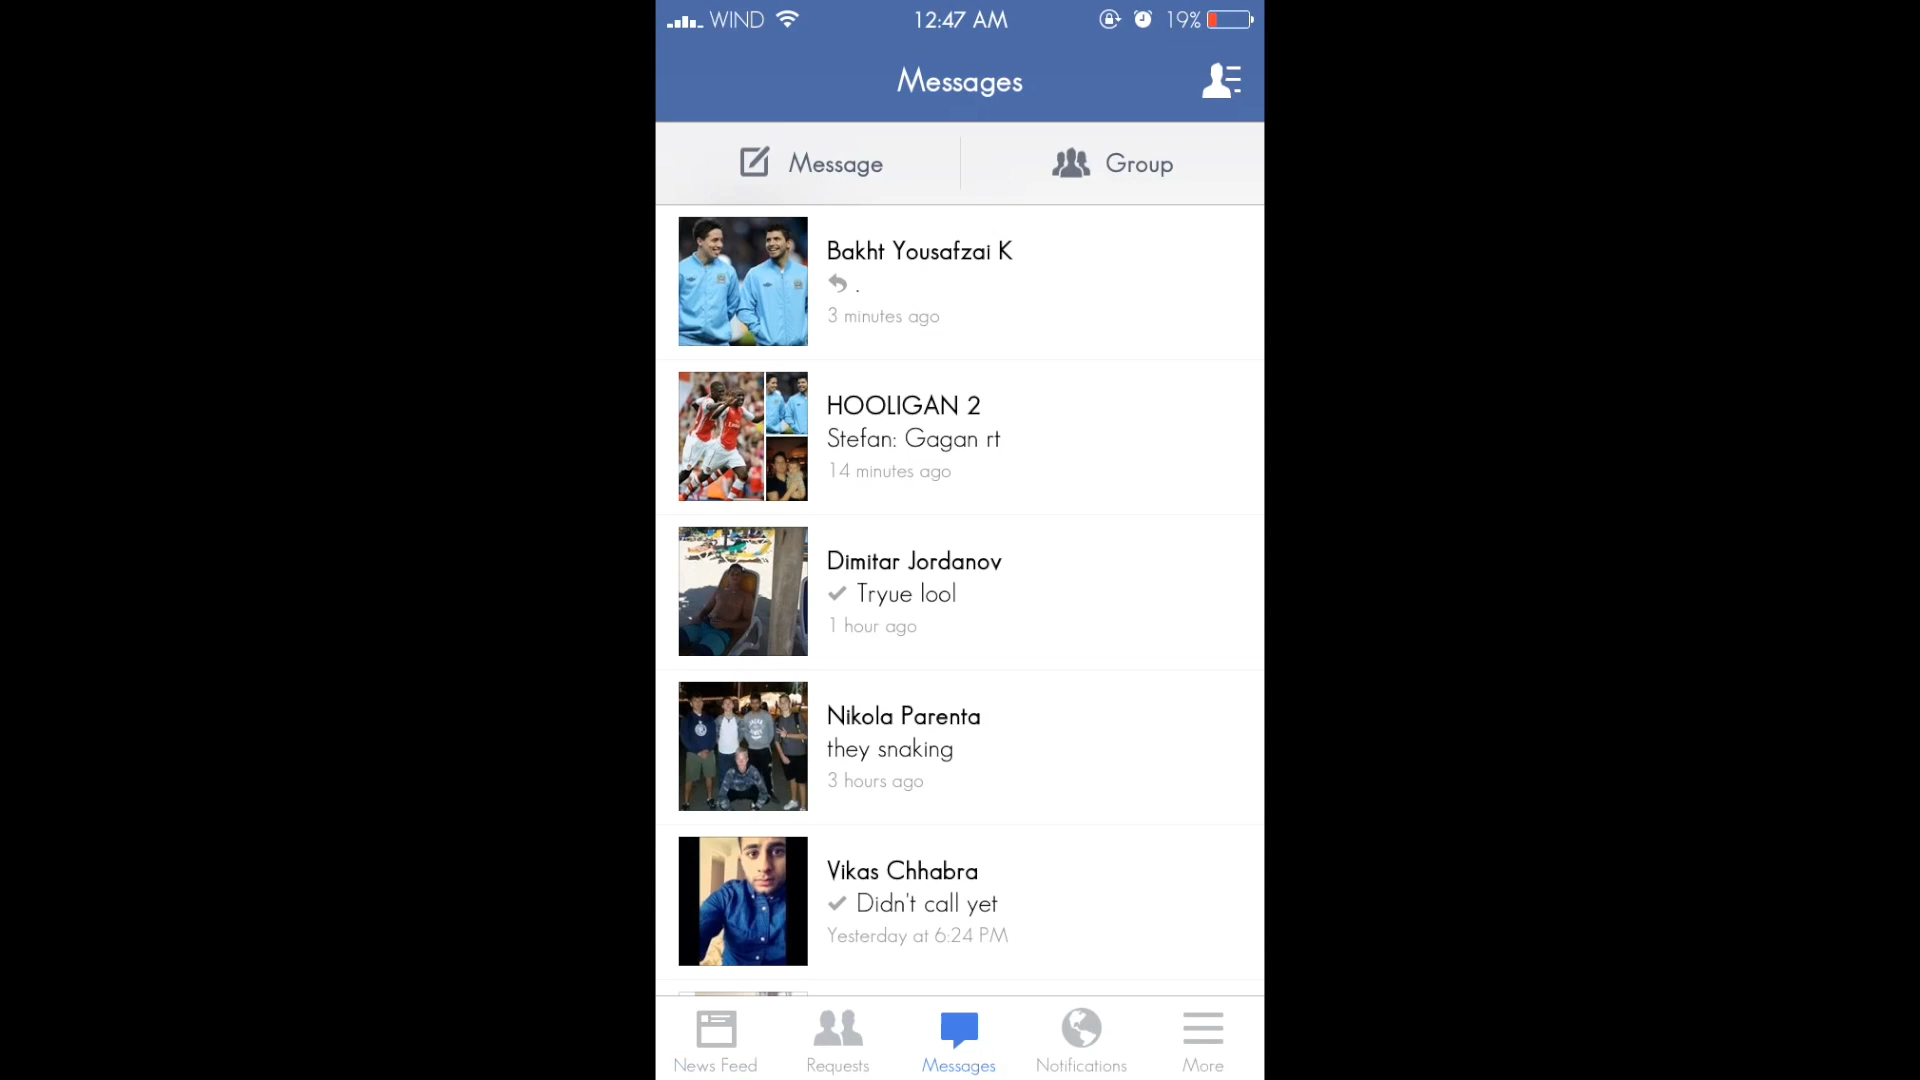 WIND 12:47 AM 19%
Messages
Message Group
Bakht Yousafzai K
.
3 minutes ago
HOOLIGAN 2
Stefan: Gagan rt
14 minutes ago
Dimitar Jordanov
Tryue lool
1 hour ago
Nikola Parenta
they snaking
3 hours ago
Vikas Chhabra
Didn't call yet
Yesterday at 6:24 PM
News Feed Requests Messages Notifications More